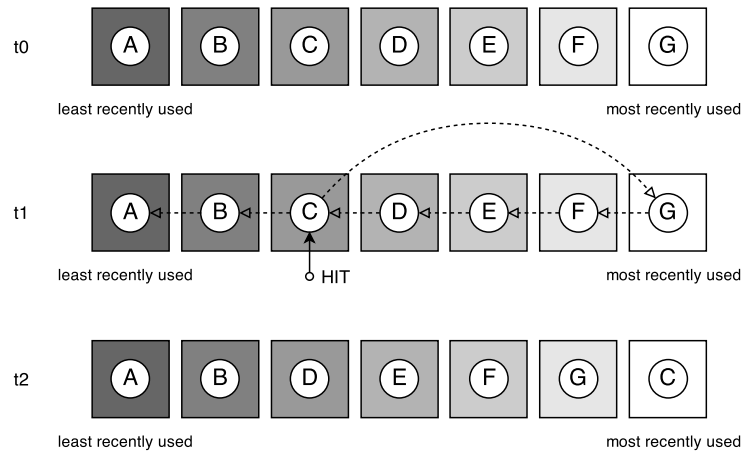 t0 A B C D E F G
least recently used most recently used
t1 A B C D E F G
least recently used most recently used
HIT
t2 A B D E F G C
least recently used most recently used